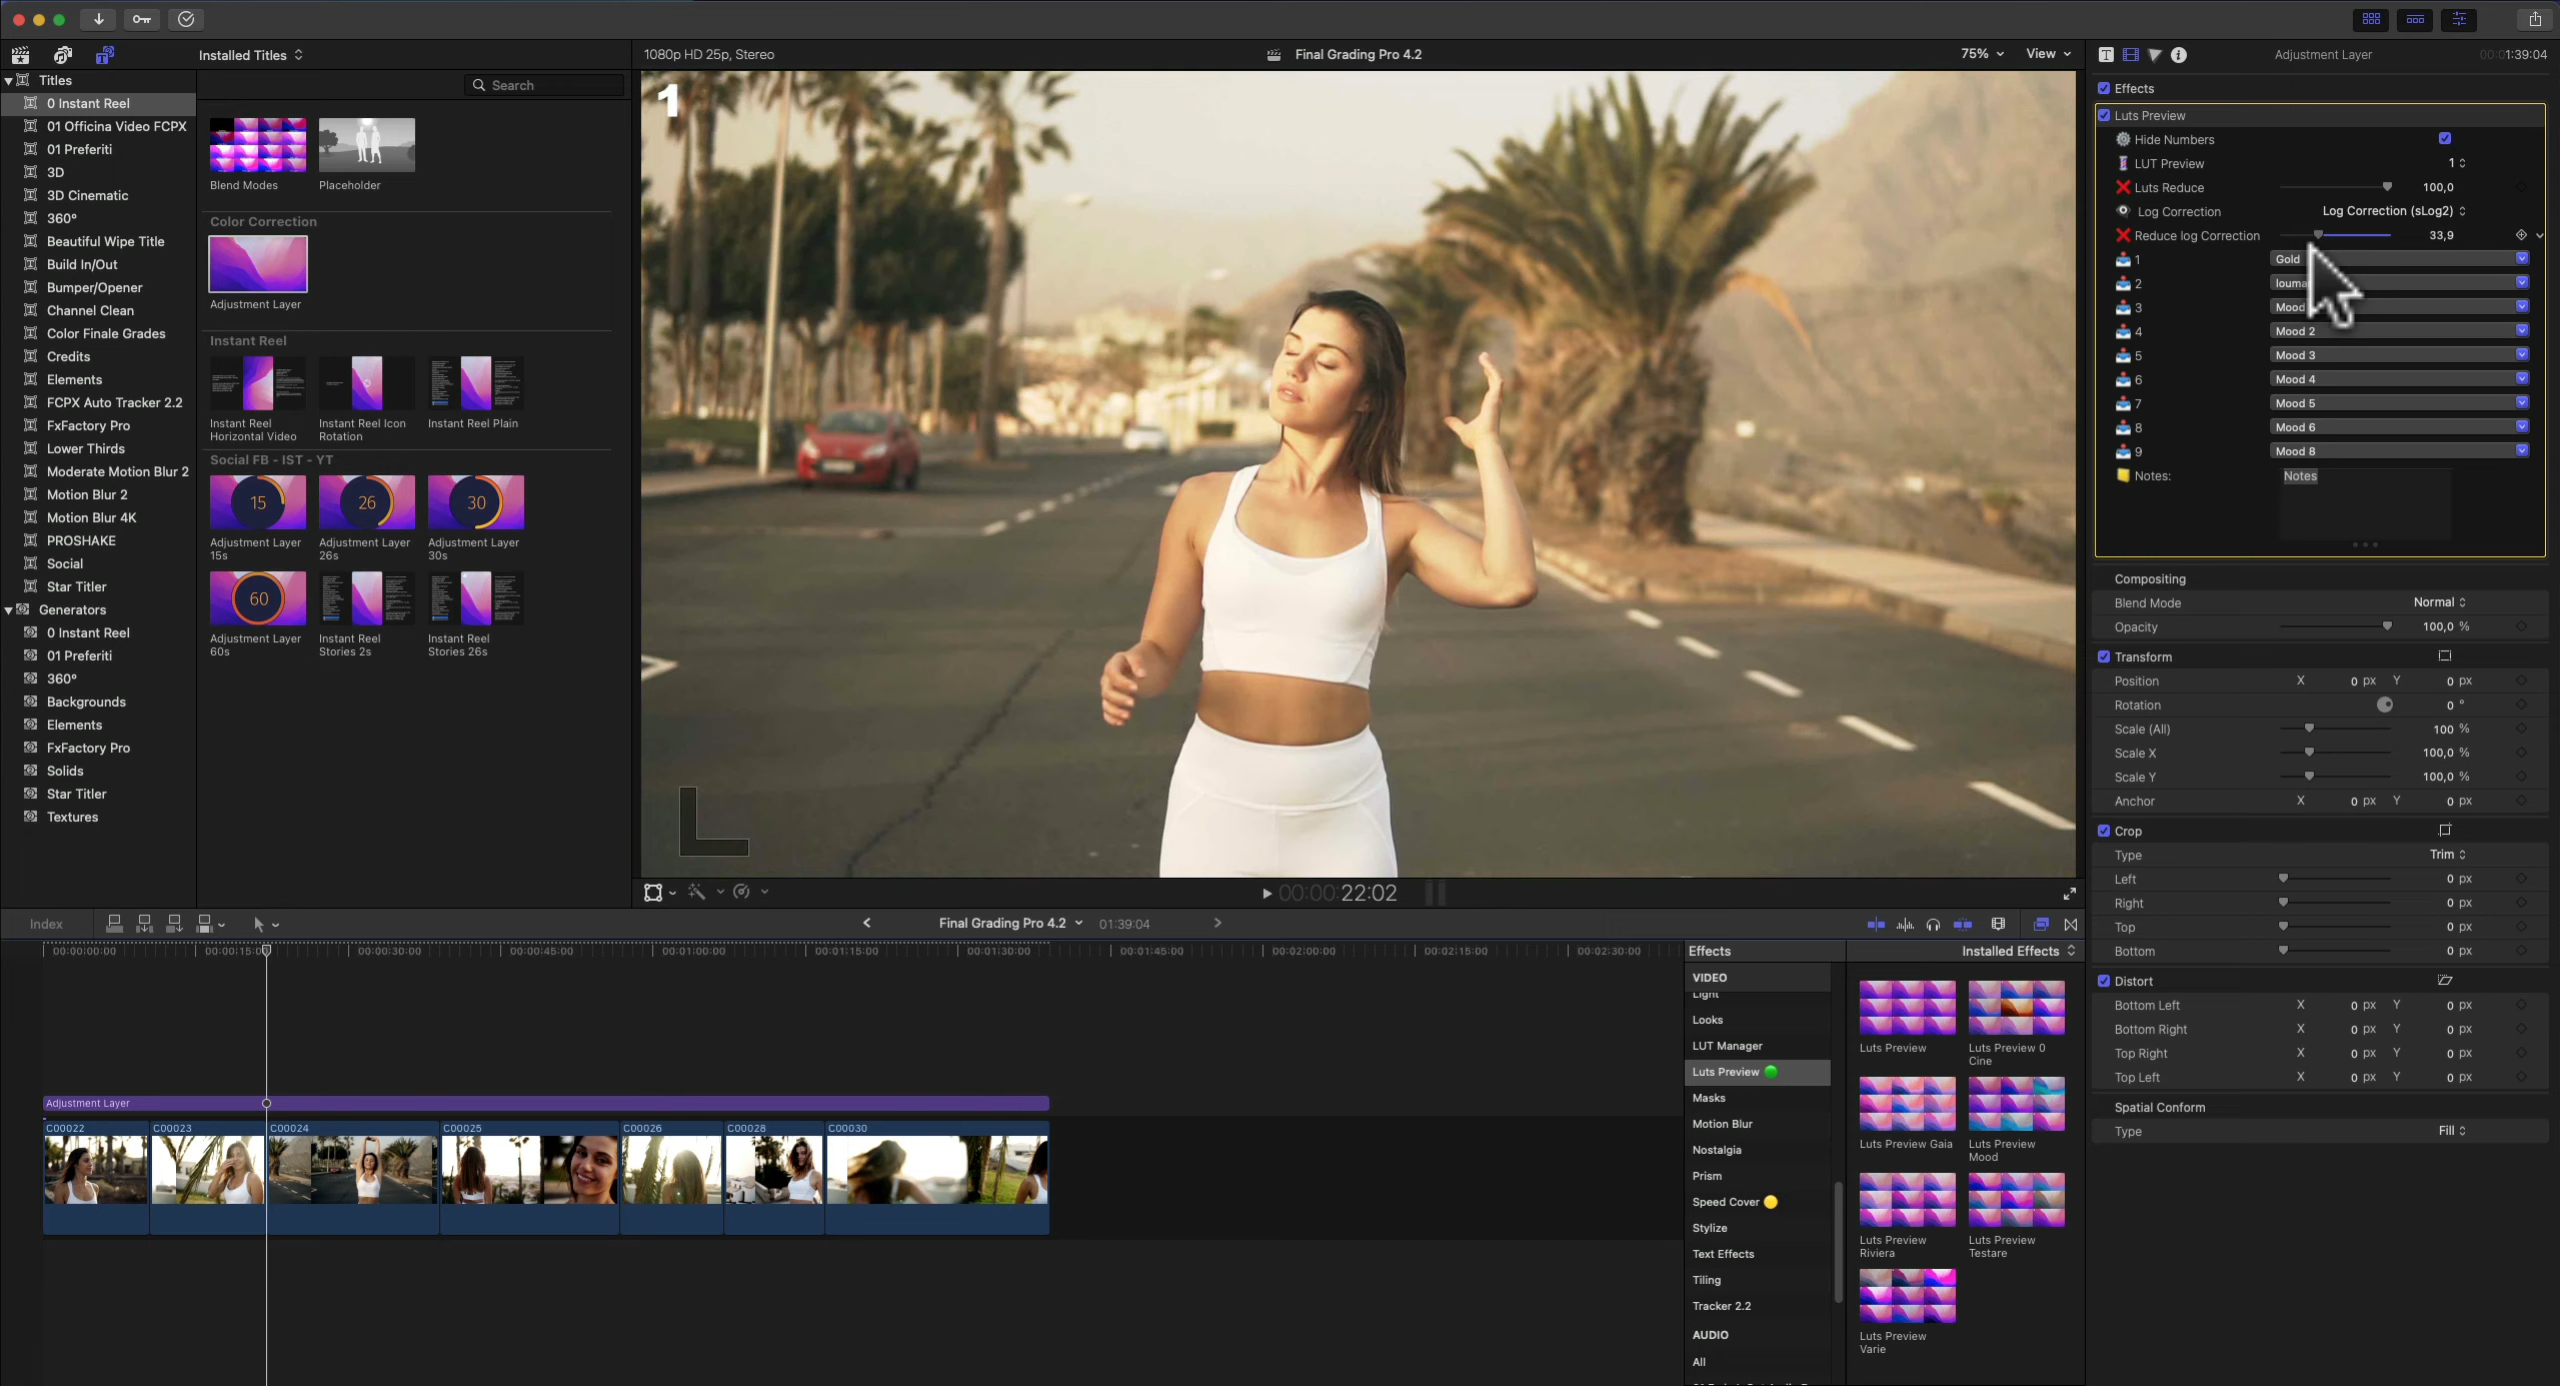 Installed Titles
Titles
0 Instant Reel
01 Officina Video FCPX
01 Preferiti
3D
3D Cinematic
360°
Beautiful Wipe Title
Build In/Out
Bumper/Opener
Channel Clean
Color Finale Grades
Credits
Elements
FCPX Auto Tracker 2.2
FxFactory Pro
Lower Thirds
Moderate Motion Blur 2
Motion Blur 2
Motion Blur 4K
PROSHAKE
Social
Star Titler
Generators
0 Instant Reel
01 Preferiti
360°
Backgrounds
Elements
FxFactory Pro
Solids
Star Titler
Textures
Search
Blend Modes
Placeholder
Color Correction
Adjustment Layer
Instant Reel
Instant Reel Horizontal Video
Instant Reel Icon Rotation
Instant Reel Plain
Social FB - IST - YT
15
26
30
Adjustment Layer 15s
Adjustment Layer 26s
Adjustment Layer 30s
60
Adjustment Layer 60s
Instant Reel Stories 2s
Instant Reel Stories 26s
1080p HD 25p, Stereo
Final Grading Pro 4.2
75%
View
1
00:00:22:02
Adjustment Layer
00:01:39:04
Effects
Luts Preview
Hide Numbers
LUT Preview 1
Luts Reduce 100,0
Log Correction Log Correction (sLog2)
Reduce log Correction 33,9
1 Gold
2
3 Mood
4 Mood 2
5 Mood 3
6 Mood 4
7 Mood 5
8 Mood 6
9 Mood 8
Notes: Notes
Compositing
Blend Mode Normal
Opacity 100,0 %
Transform
Position X 0 px Y 0 px
Rotation 0 °
Scale (All) 100 %
Scale X 100,0 %
Scale Y 100,0 %
Anchor X 0 px Y 0 px
Crop
Type Trim
Left 0 px
Right 0 px
Top 0 px
Bottom 0 px
Distort
Bottom Left X 0 px Y 0 px
Bottom Right X 0 px Y 0 px
Top Right X 0 px Y 0 px
Top Left X 0 px Y 0 px
Spatial Conform
Type Fill
Index
Final Grading Pro 4.2
01:39:04
00:00:00:00
00:00:15:00
00:00:30:00
00:00:45:00
00:01:00:00
00:01:15:00
00:01:30:00
00:01:45:00
00:02:00:00
00:02:15:00
00:02:30:00
Adjustment Layer
C00022
C00023
C00024
C00025
C00026
C00028
C00030
Effects
Installed Effects
VIDEO
Light
Looks
LUT Manager
Luts Preview
Masks
Motion Blur
Nostalgia
Prism
Speed Cover
Stylize
Text Effects
Tiling
Tracker 2.2
AUDIO
All
Luts Preview
Luts Preview 0 Cine
Luts Preview Gaia
Luts Preview Mood
Luts Preview Riviera
Luts Preview Testare
Luts Preview Varie